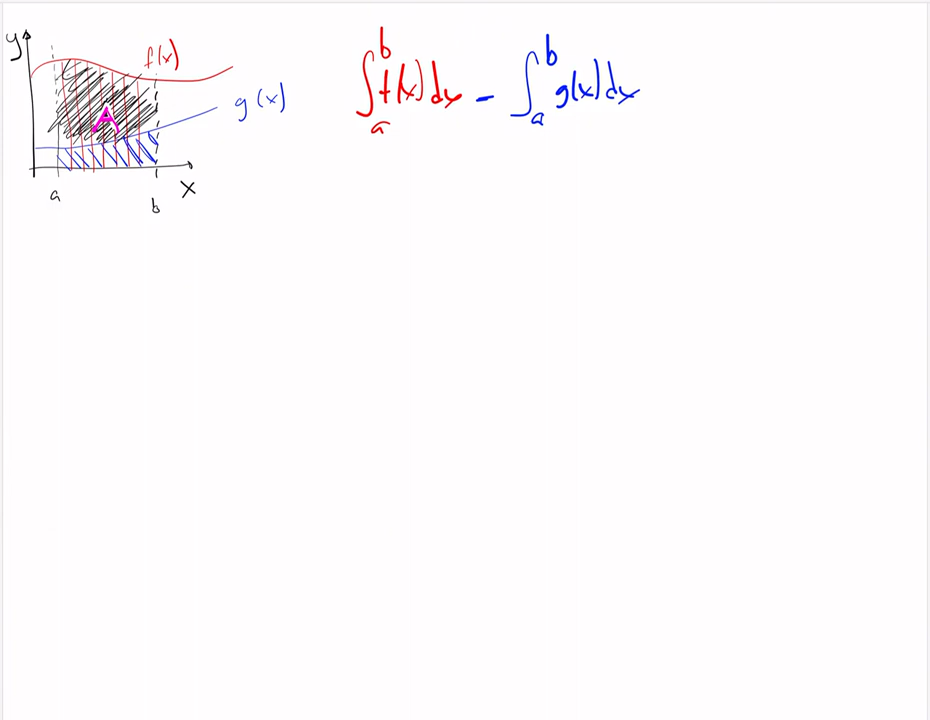 y
f(x)
g(x)
A
a
b
x
∫_a^b f(x) dx - ∫_a^b g(x) dx